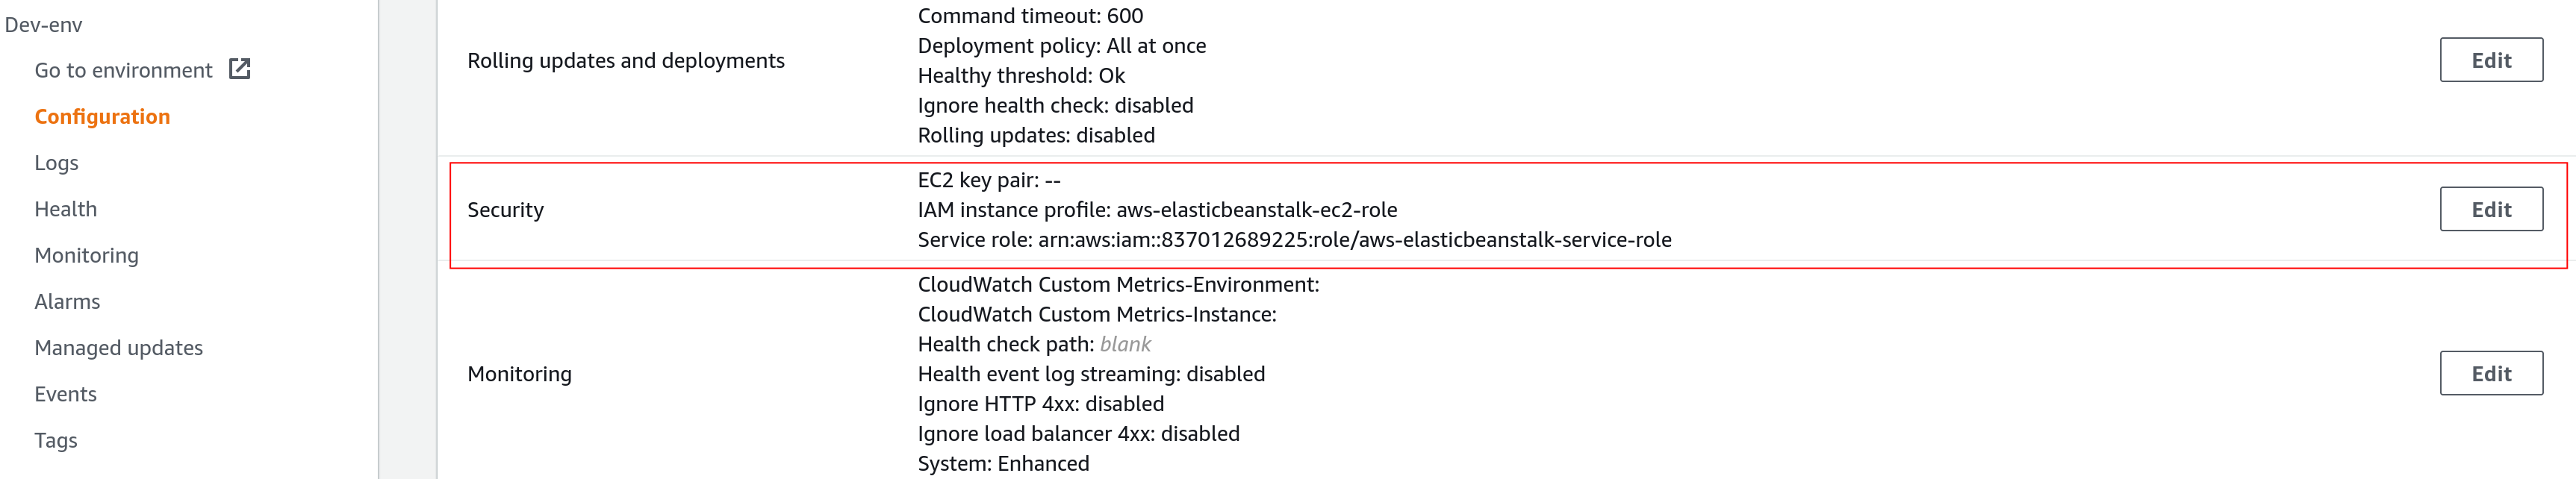 Dev-env
Go to environment
Configuration
Logs
Health
Monitoring
Alarms
Managed updates
Events
Tags
Rolling updates and deployments
Command timeout: 600
Deployment policy: All at once
Healthy threshold: Ok
Ignore health check: disabled
Rolling updates: disabled
Edit
Security
EC2 key pair: --
IAM instance profile: aws-elasticbeanstalk-ec2-role
Service role: arn:aws:iam::837012689225:role/aws-elasticbeanstalk-service-role
Edit
Monitoring
CloudWatch Custom Metrics-Environment:
CloudWatch Custom Metrics-Instance:
Health check path: blank
Health event log streaming: disabled
Ignore HTTP 4xx: disabled
Ignore load balancer 4xx: disabled
System: Enhanced
Edit